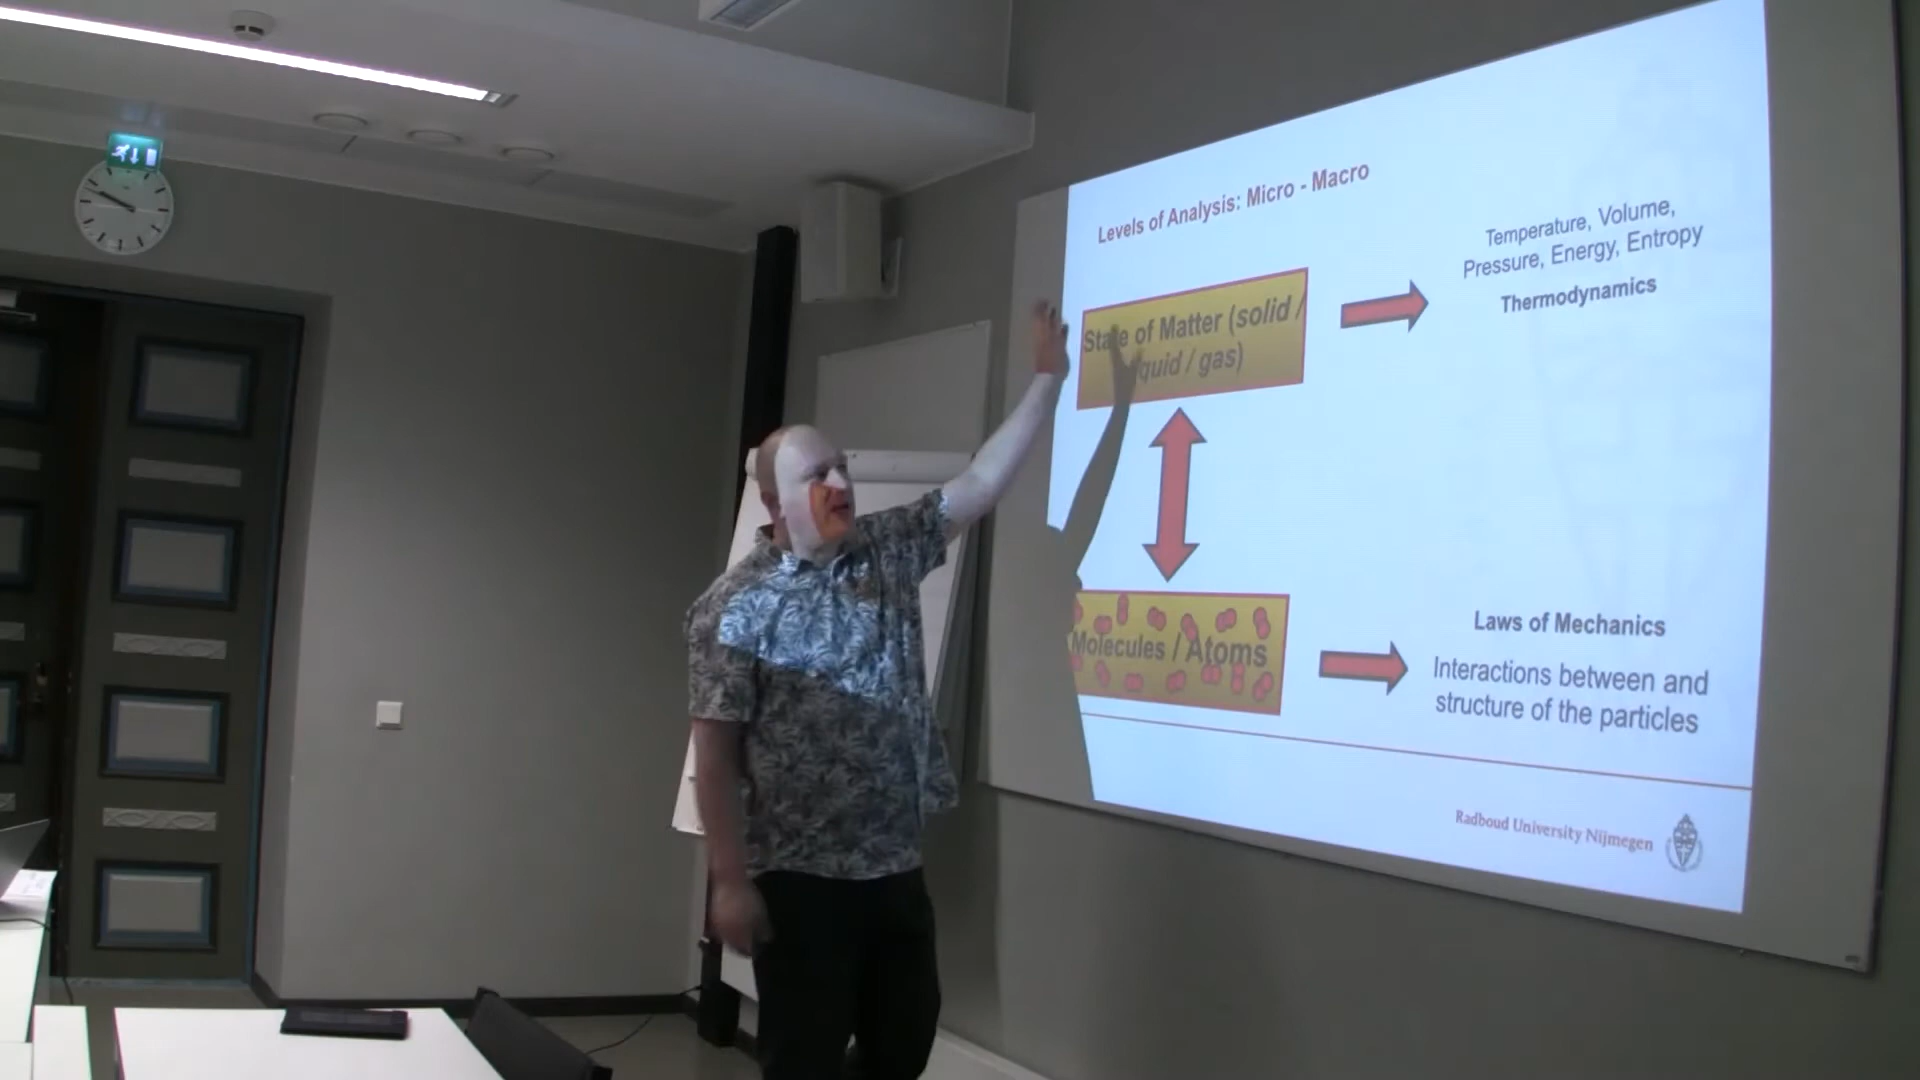 Levels of Analysis: Micro - Macro
State of Matter (solid /
liquid / gas)
Temperature, Volume,
Pressure, Energy, Entropy
Thermodynamics
Molecules / Atoms
Laws of Mechanics
Interactions between and
structure of the particles
Radboud University Nijmegen